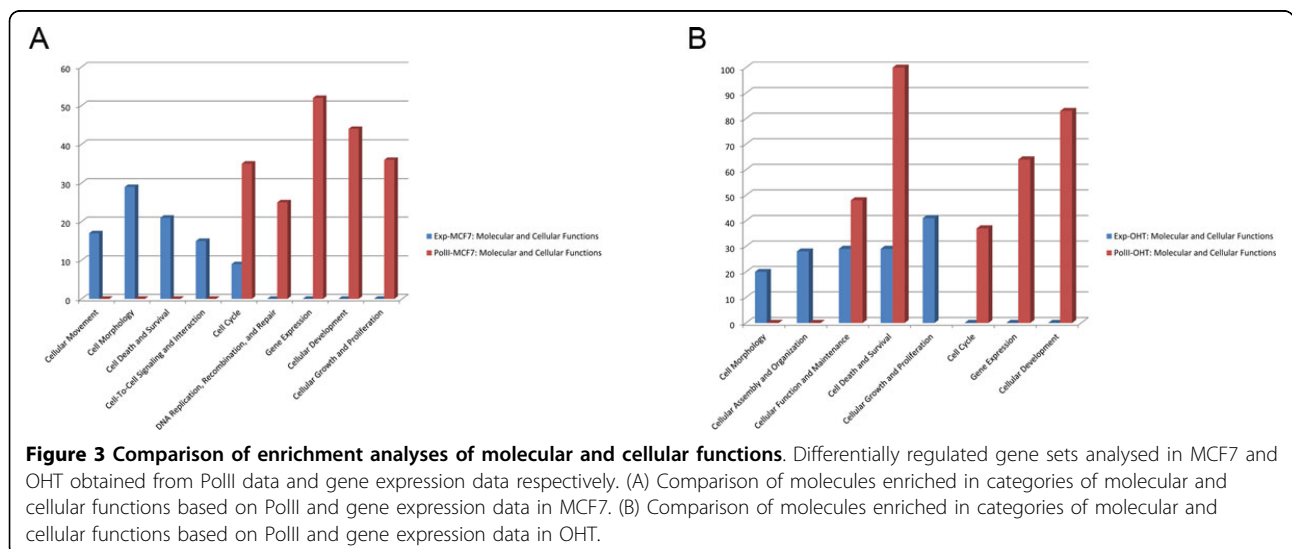 A
60
50
40
30
20
10
0
Cellular Movement
Cell Morphology
Cell Death and Survival
Cell-To-Cell Signaling and Interaction
Cell Cycle
DNA Replication, Recombination, and Repair
Gene Expression
Cellular Development
Cellular Growth and Proliferation
Exp-MCF7: Molecular and Cellular Functions
PolII-MCF7: Molecular and Cellular Functions
B
100
90
80
70
60
50
40
30
20
10
0
Cell Morphology
Cellular Assembly and Organization
Cellular Function and Maintenance
Cell Death and Survival
Cellular Growth and Proliferation
Cell Cycle
Gene Expression
Cellular Development
Exp-OHT: Molecular and Cellular Functions
PolII-OHT: Molecular and Cellular Functions
Figure 3 Comparison of enrichment analyses of molecular and cellular functions. Differentially regulated gene sets analysed in MCF7 and
OHT obtained from PolII data and gene expression data respectively. (A) Comparison of molecules enriched in categories of molecular and
cellular functions based on PolII and gene expression data in MCF7. (B) Comparison of molecules enriched in categories of molecular and
cellular functions based on PolII and gene expression data in OHT.